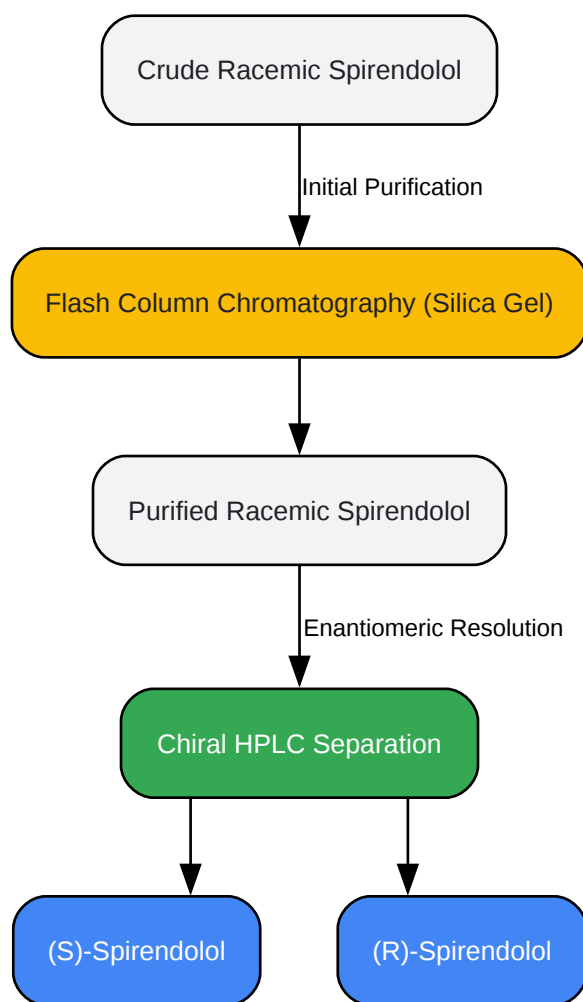 Crude Racemic Spirendolol
Initial Purification
Flash Column Chromatography (Silica Gel)
Purified Racemic Spirendolol
Enantiomeric Resolution
Chiral HPLC Separation
(S)-Spirendolol
(R)-Spirendolol